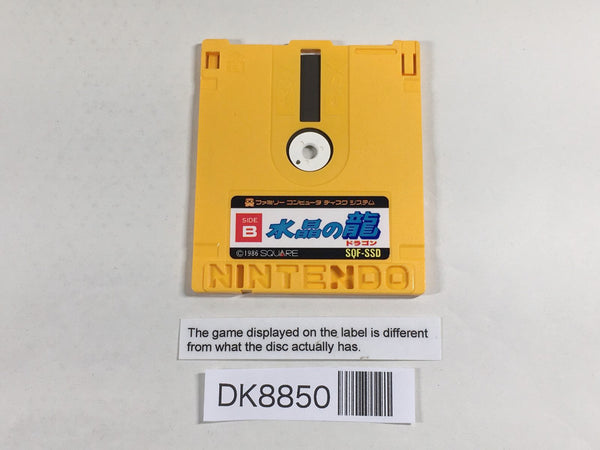 ファミリー コンピュータ ディスク システム
SIDE B 水晶の龍
ドラゴン
©1986 SQUARE SQF-SSD
NINTENDO
The game displayed on the label is different
from what the disc actually has.
DK8850